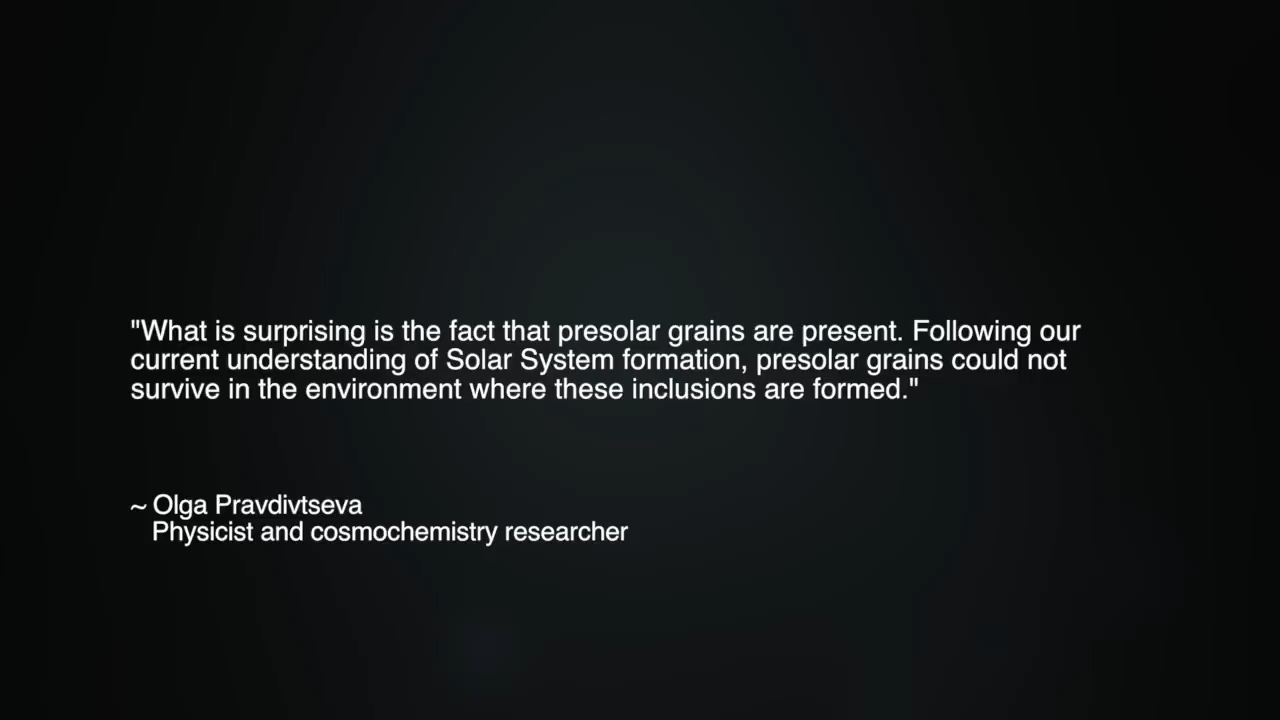 "What is surprising is the fact that presolar grains are present. Following our
current understanding of Solar System formation, presolar grains could not
survive in the environment where these inclusions are formed."
~ Olga Pravdivtseva
Physicist and cosmochemistry researcher